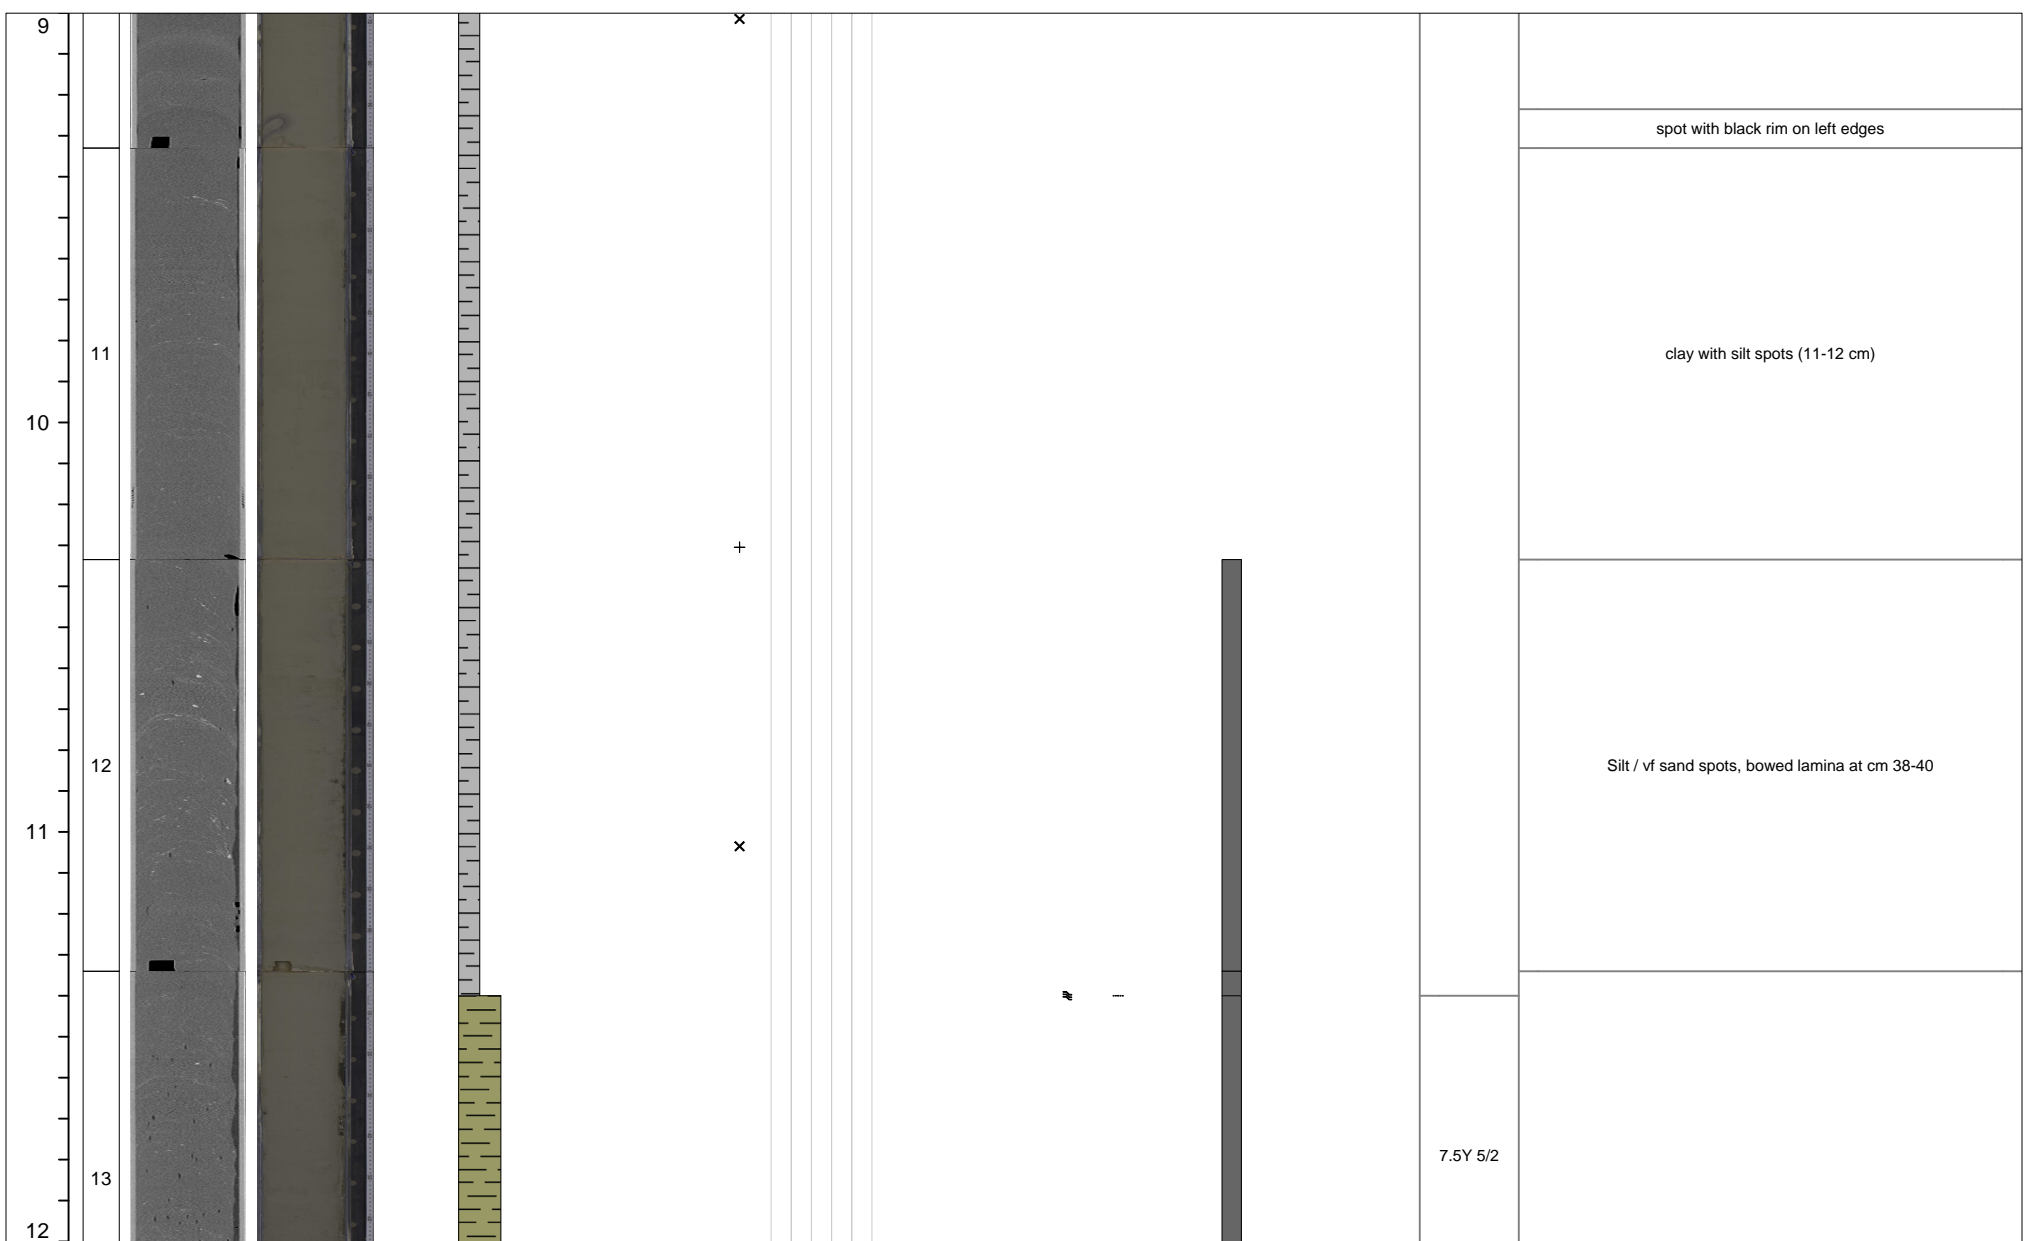 9
spot with black rim on left edges
11
clay with silt spots (11-12 cm)
10
12
Silt / vf sand spots, bowed lamina at cm 38-40
11
7.5Y 5/2
13
12